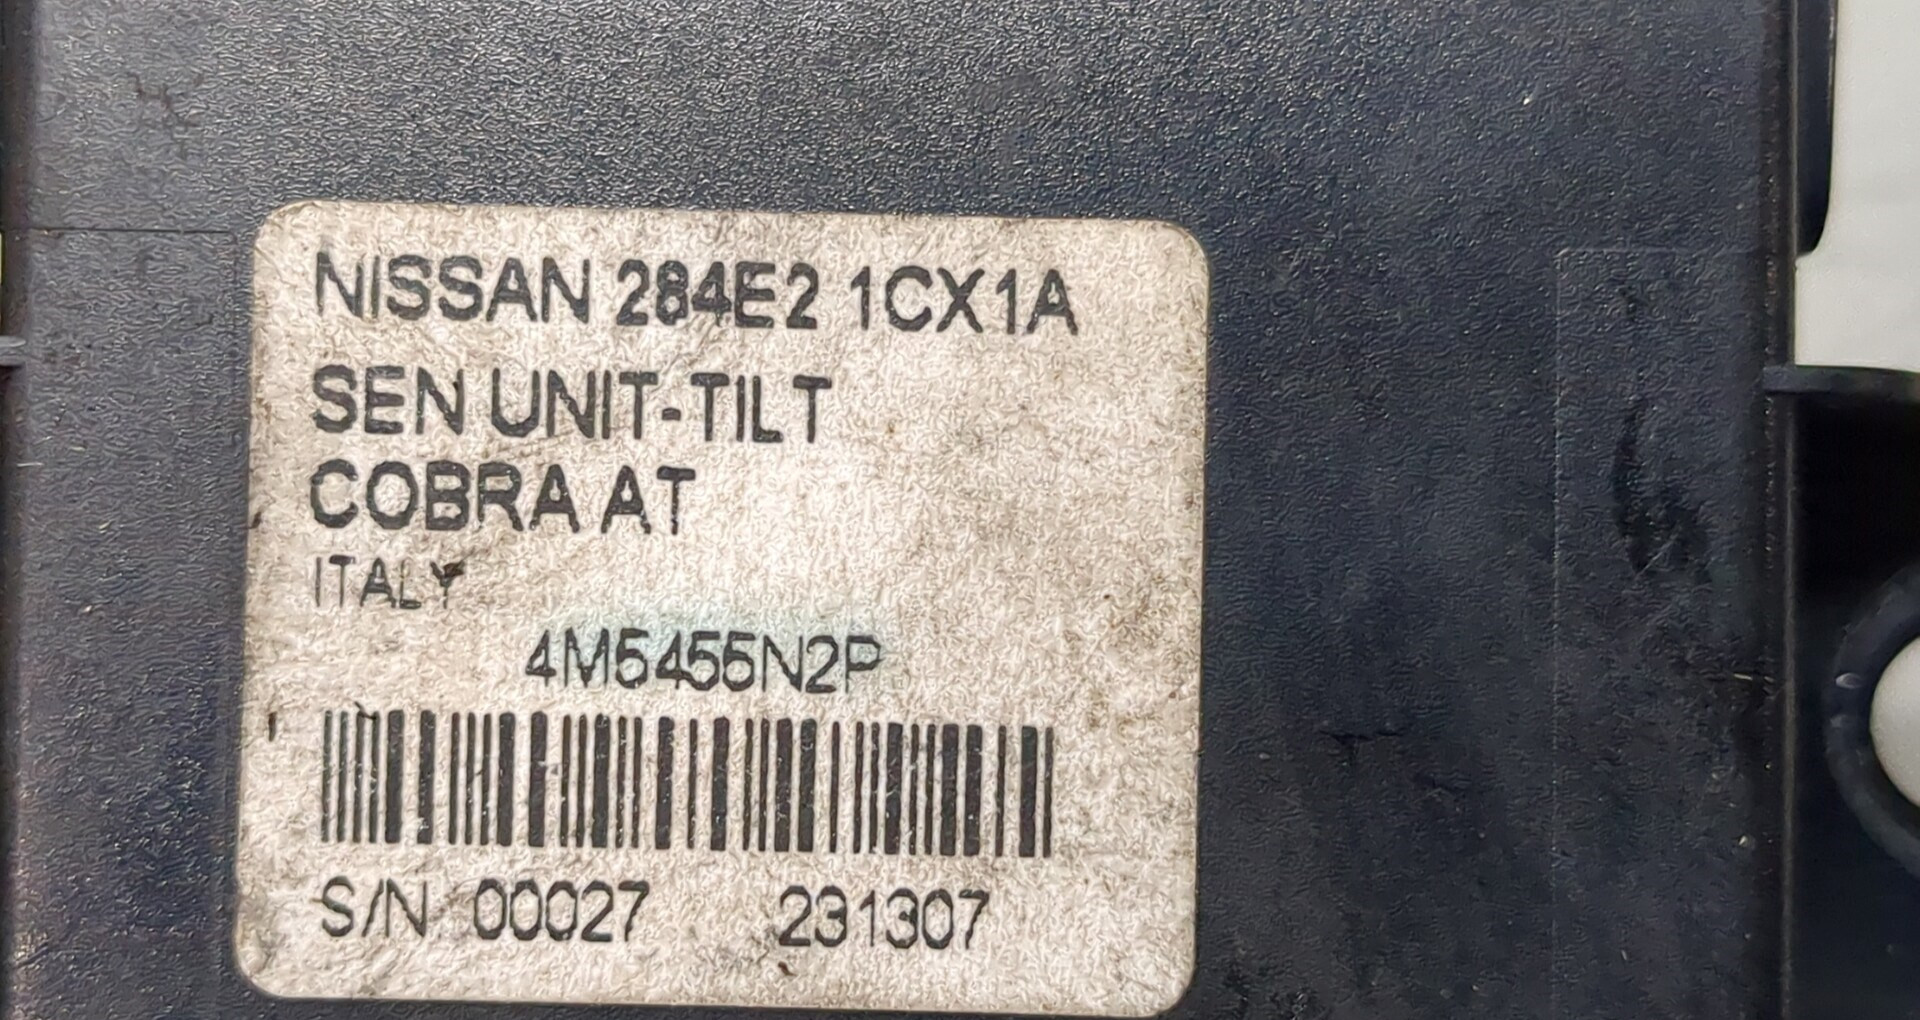 NISSAN 284E2 1CX1A
SEN UNIT-TILT
COBRA AT
ITALY
4M5455N2P
S/N 00027 231307